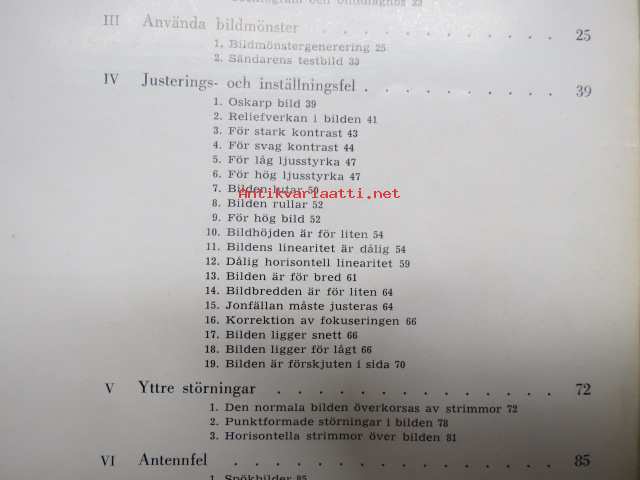 III Använda bildmönster . . . . . . . . . 25
1. Bildmönstergenerering 25
2. Sändarens testbild 33
IV Justerings- och inställningsfel . . . . . . . . 39
1. Oskarp bild 39
2. Reliefverkan i bilden 41
3. För stark kontrast 43
4. För svag kontrast 44
5. För låg ljusstyrka 47
6. För hög ljusstyrka 47
7. Bilden lutar 50
Antikvariaatti.net
8. Bilden rullar 52
9. För hög bild 52
10. Bildhöjden är för liten 54
11. Bildens linearitet är dålig 54
12. Dålig horisontell linearitet 59
13. Bilden är för bred 61
14. Bildbredden är för liten 64
15. Jonfällan måste justeras 64
16. Korrektion av fokuseringen 66
17. Bilden ligger snett 66
18. Bilden ligger för lågt 66
19. Bilden är förskjuten i sida 70
V Yttre störningar . . . . . . . . . . . . 72
1. Den normala bilden överkorsas av strimmor 72
2. Punktformade störningar i bilden 78
3. Horisontella strimmor över bilden 81
VI Antennfel . . . . . . . . . . . . . . 85
1. Spökbilder 85